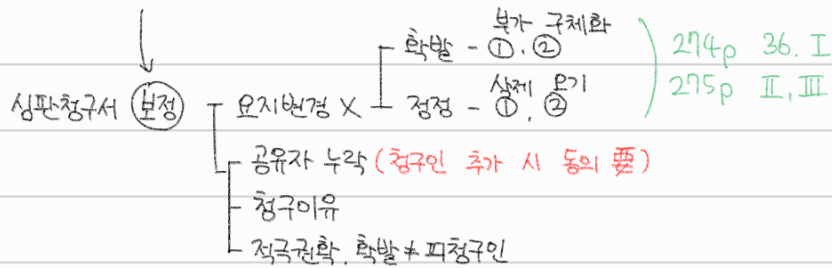 부가 구체화
확발 - ①, ② 274p 36. I
심판청구서 보정 요지변경 X
삭제 오기
정정 - ①, ② 275p II, III
공유자 누락 (청구인 추가 시 동의 要)
청구이유
적극권확, 확발 ≠ 피청구인